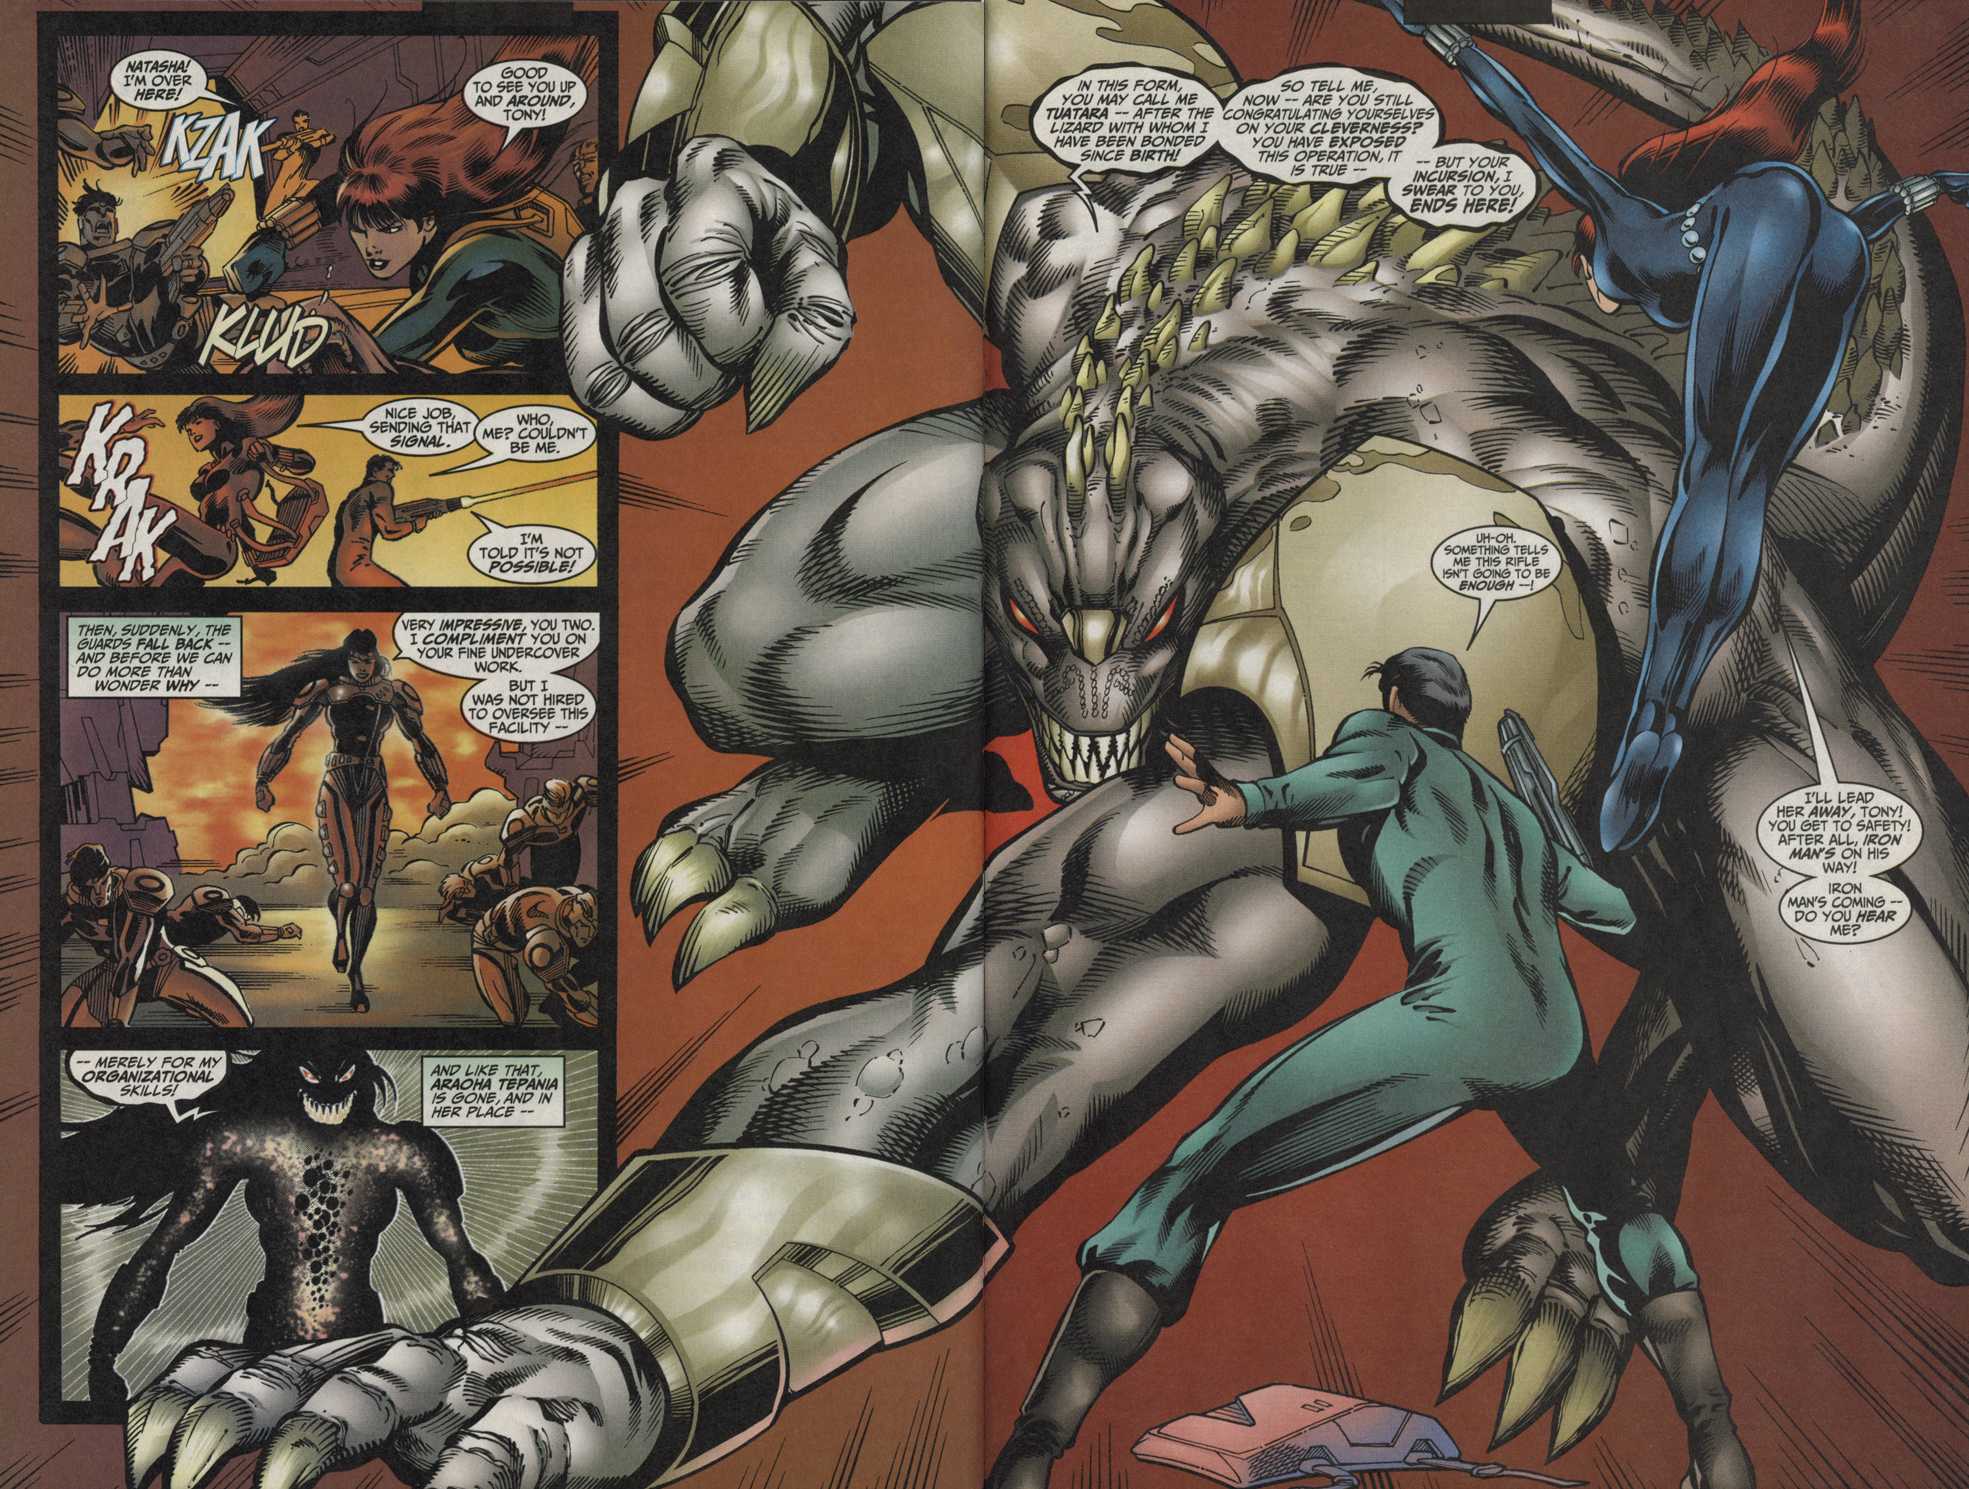 NATASHA!
I'M OVER
HERE!
KZAK
GOOD
TO SEE YOU UP
AND AROUND,
TONY!
KLUD
KRAK
NICE JOB,
SENDING THAT
SIGNAL.
WHO,
ME? COULDN'T
BE ME.
I'M
TOLD IT'S NOT
POSSIBLE!
THEN, SUDDENLY, THE
GUARDS FALL BACK --
AND BEFORE WE CAN
DO MORE THAN
WONDER WHY --
VERY IMPRESSIVE, YOU TWO.
I COMPLIMENT YOU ON
YOUR FINE UNDERCOVER
WORK.
BUT I
WAS NOT HIRED
TO OVERSEE THIS
FACILITY --
-- MERELY FOR MY
ORGANIZATIONAL
SKILLS!
AND LIKE THAT,
ARAOHA TEPANIA
IS GONE, AND IN
HER PLACE --
IN THIS FORM,
YOU MAY CALL ME
TUATARA -- AFTER THE
LIZARD WITH WHOM I
HAVE BEEN BONDED
SINCE BIRTH!
SO TELL ME,
NOW -- ARE YOU STILL
CONGRATULATING YOURSELVES
ON YOUR CLEVERNESS?
YOU HAVE EXPOSED
THIS OPERATION, IT
IS TRUE --
-- BUT YOUR
INCURSION, I
SWEAR TO YOU,
ENDS HERE!
UH-OH.
SOMETHING TELLS
ME THIS RIFLE
ISN'T GOING TO BE
ENOUGH --!
I'LL LEAD
HER AWAY, TONY!
YOU GET TO SAFETY!
AFTER ALL, IRON
MAN'S ON HIS
WAY!
IRON
MAN'S COMING --
DO YOU HEAR
ME?